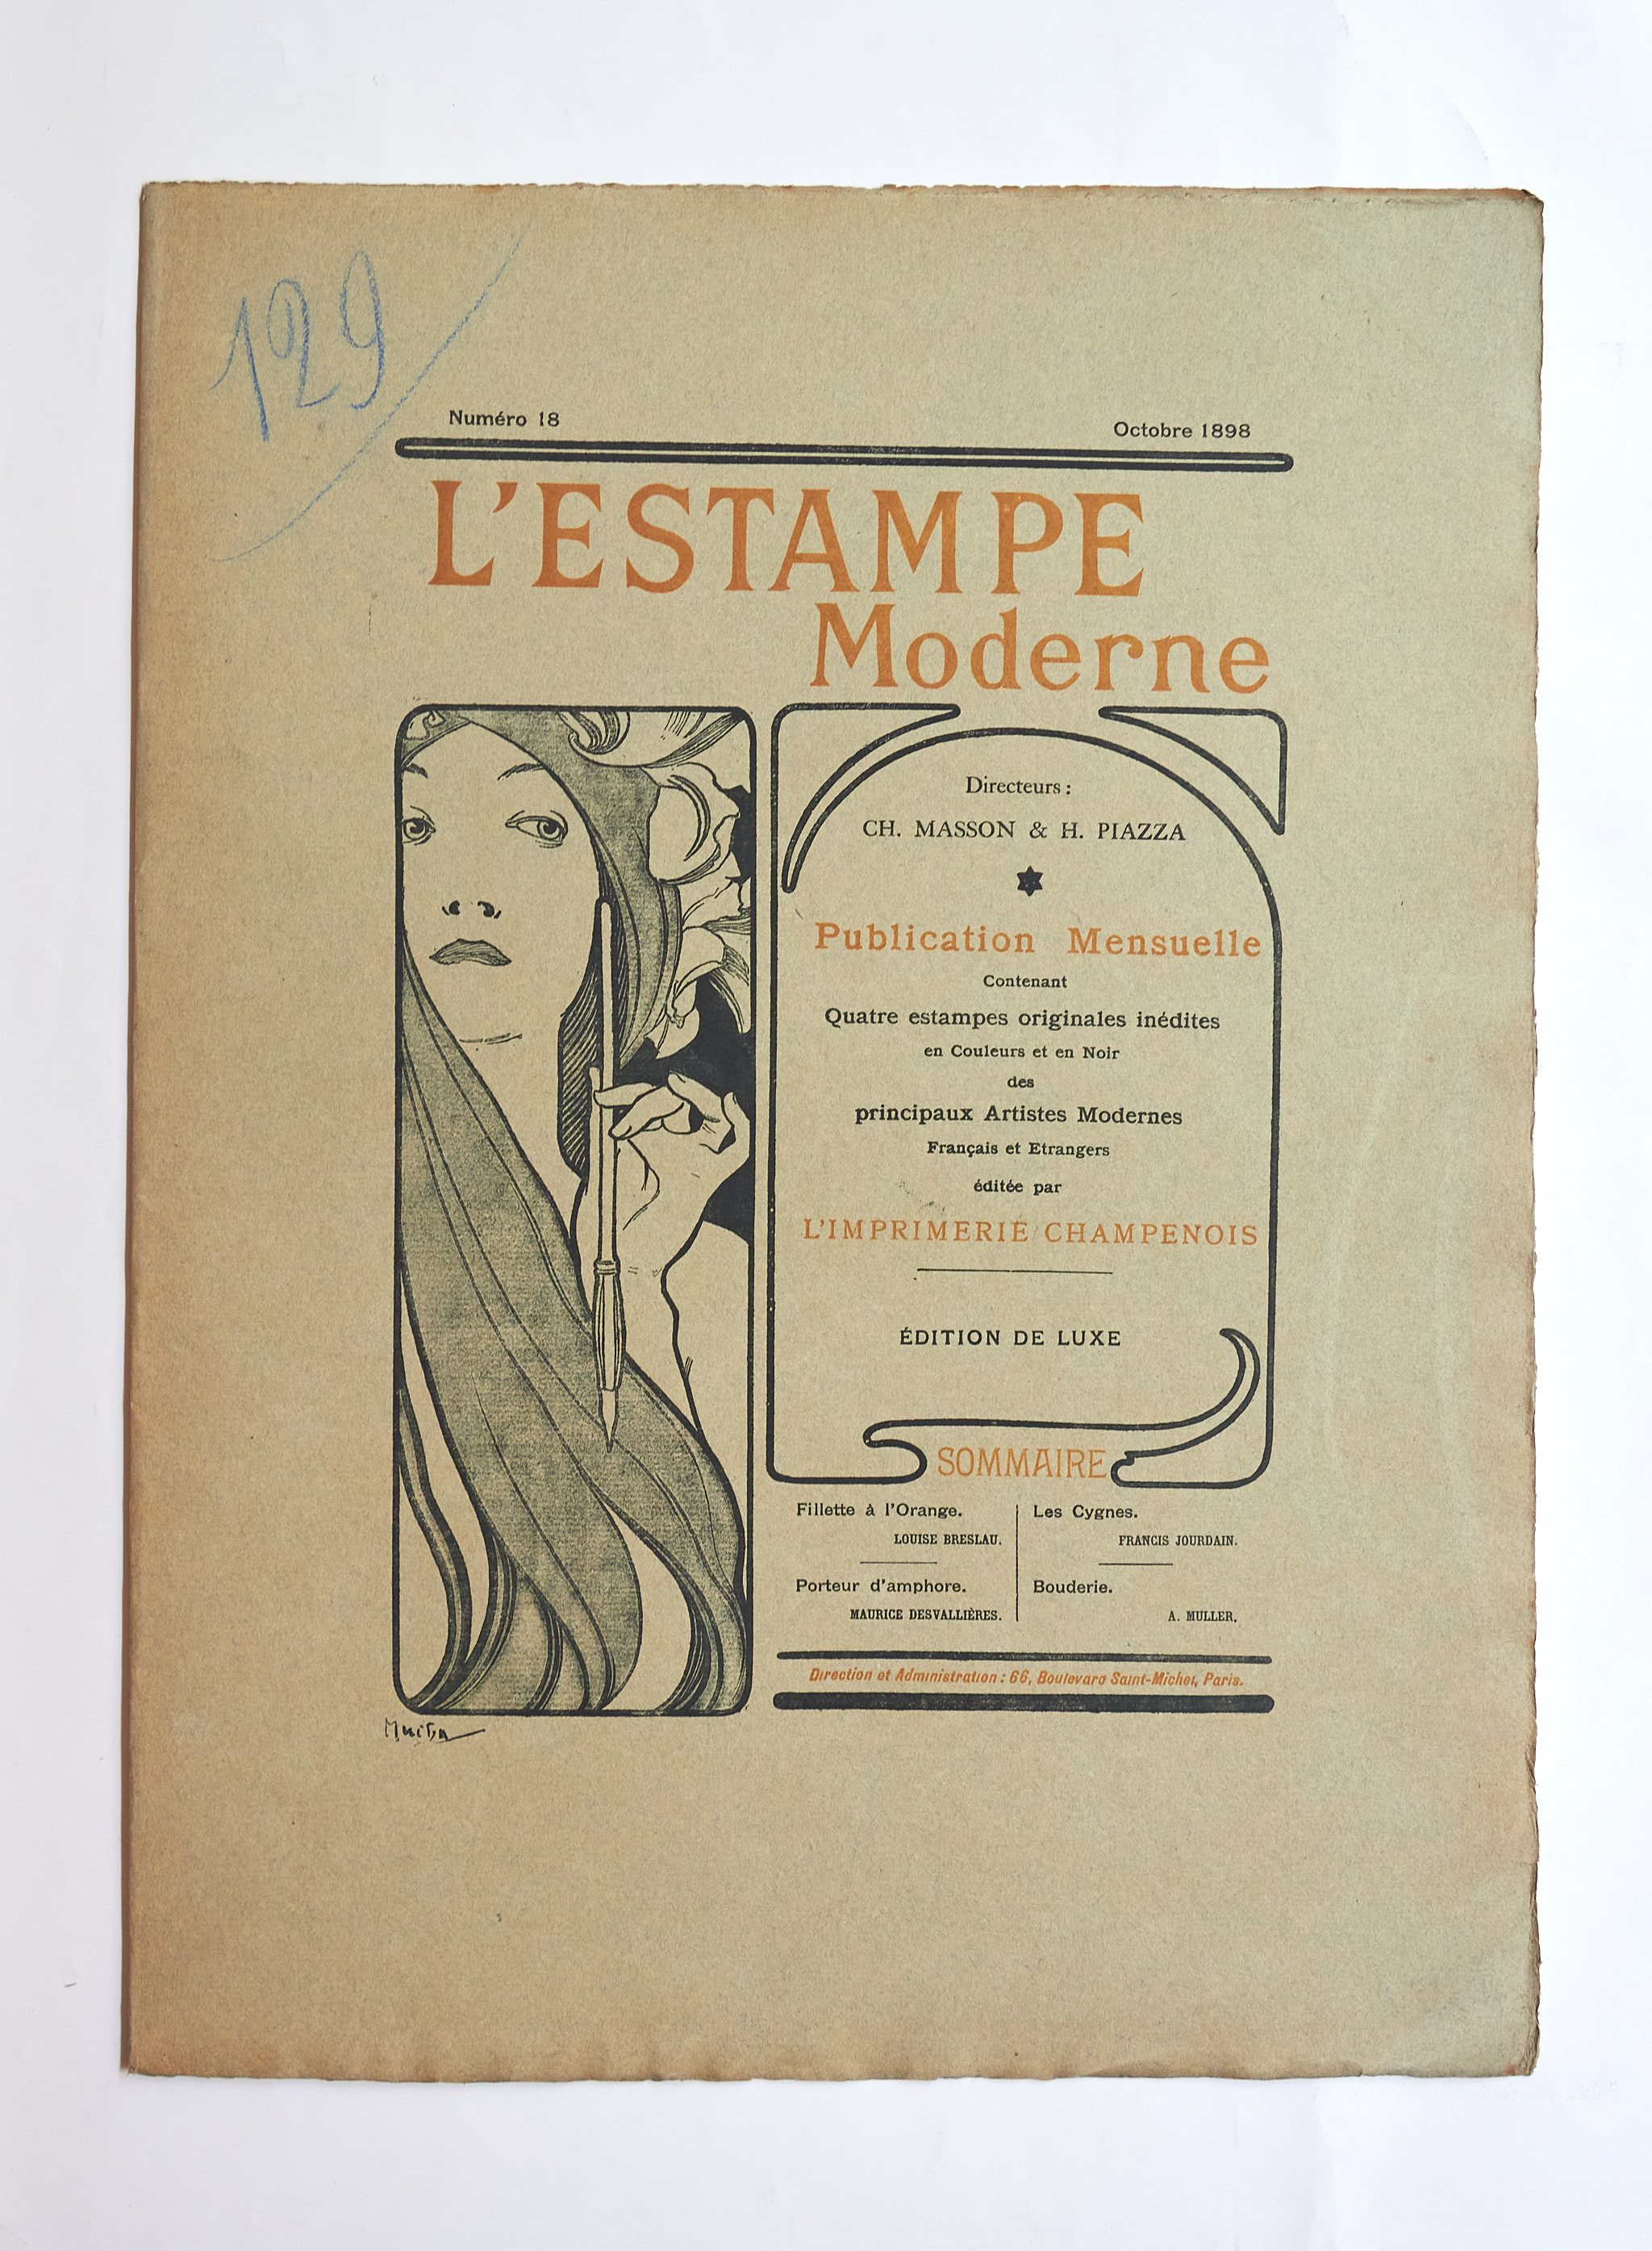 129
Numéro 18
Octobre 1898
L'ESTAMPE
Moderne
Directeurs :
CH. MASSON & H. PIAZZA
Publication Mensuelle
Contenant
Quatre estampes originales inédites
en Couleurs et en Noir
des
principaux Artistes Modernes
Français et Etrangers
éditée par
L'IMPRIMERIE CHAMPENOIS
ÉDITION DE LUXE
SOMMAIRE
Fillette à l'Orange.
LOUISE BRESLAU.
Porteur d'amphore.
MAURICE DESVALLIÈRES.
Les Cygnes.
FRANCIS JOURDAIN.
Bouderie.
A. MULLER.
Direction et Administration : 66, Boulevard Saint-Michel, Paris.
Mucha